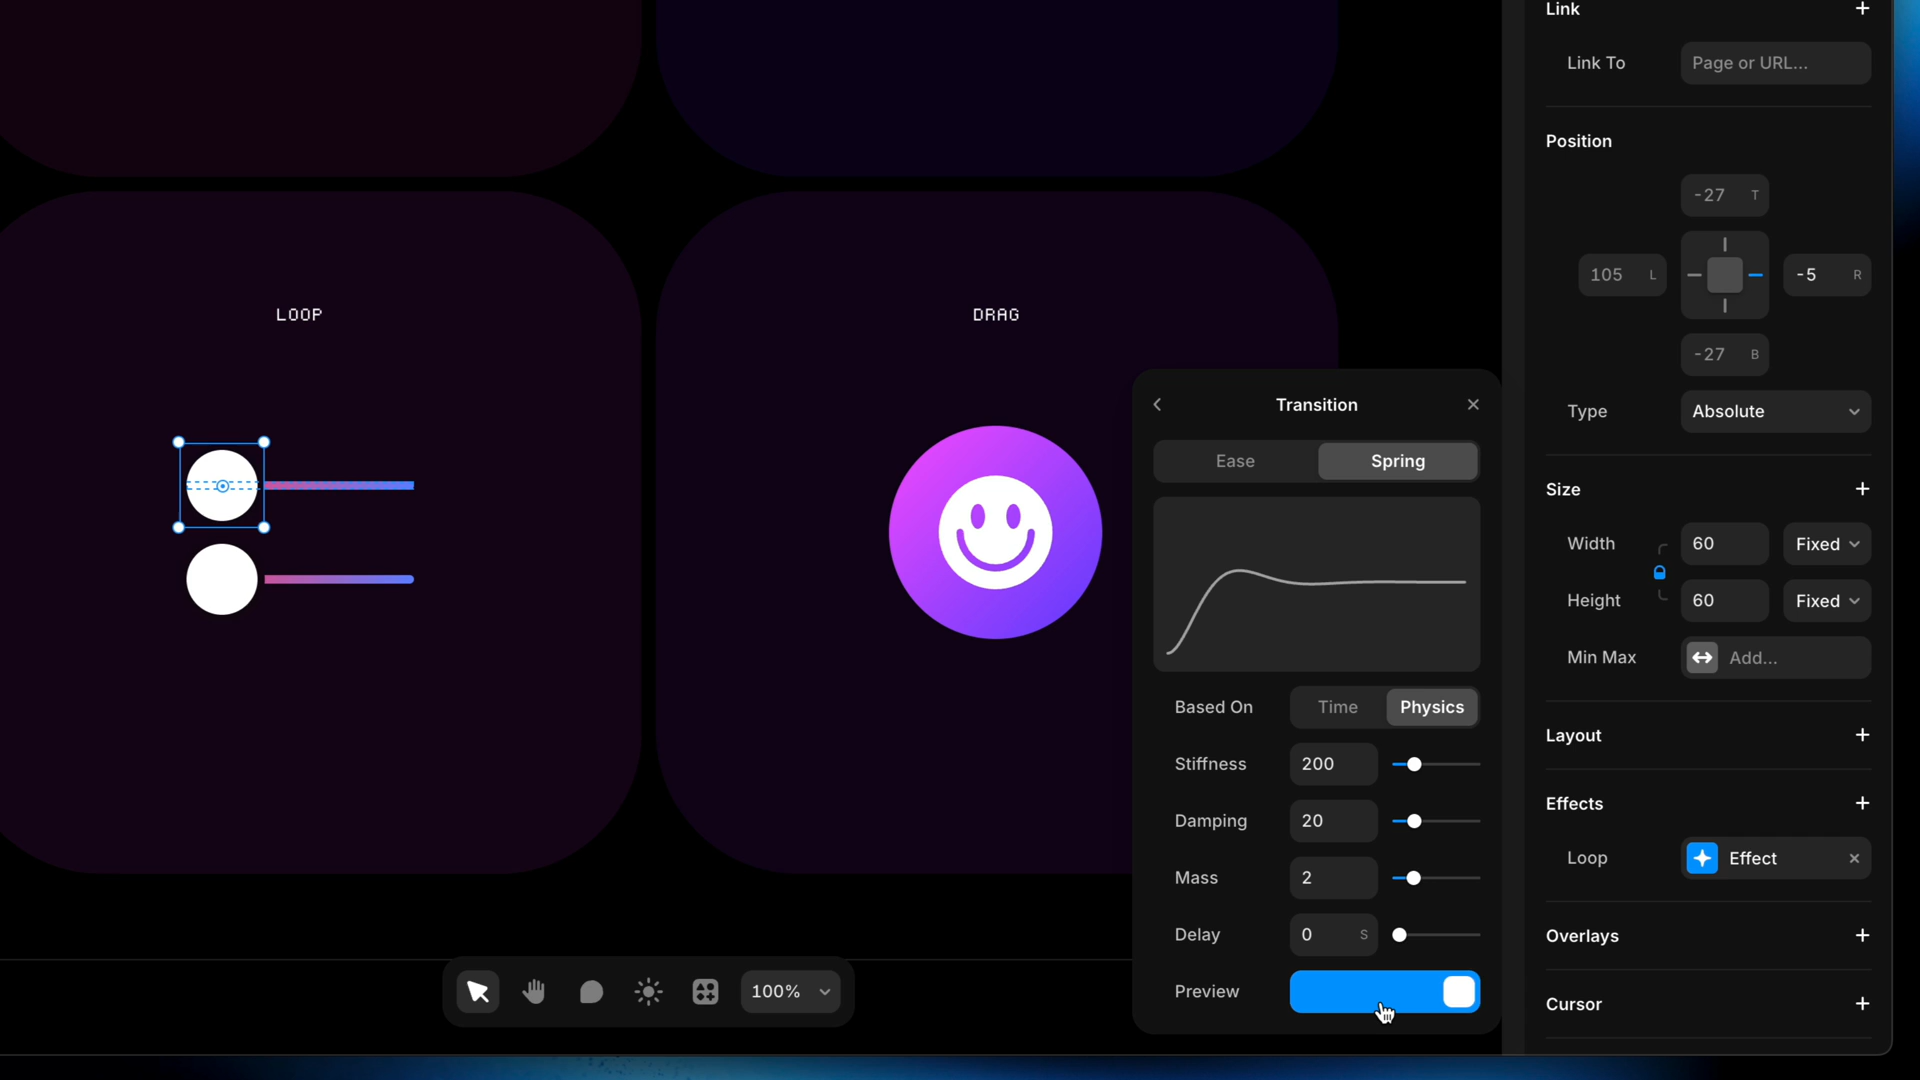 Link
Link To
Page or URL...
Position
-27 T
105 L
-5 R
-27 B
Type
Absolute
Size
Width
60
Fixed
Height
60
Fixed
Min Max
Add...
Layout
Effects
Loop
Effect
Overlays
Cursor
LOOP
DRAG
Transition
Ease
Spring
Based On
Time
Physics
Stiffness
200
Damping
20
Mass
2
Delay
0 S
Preview
100%